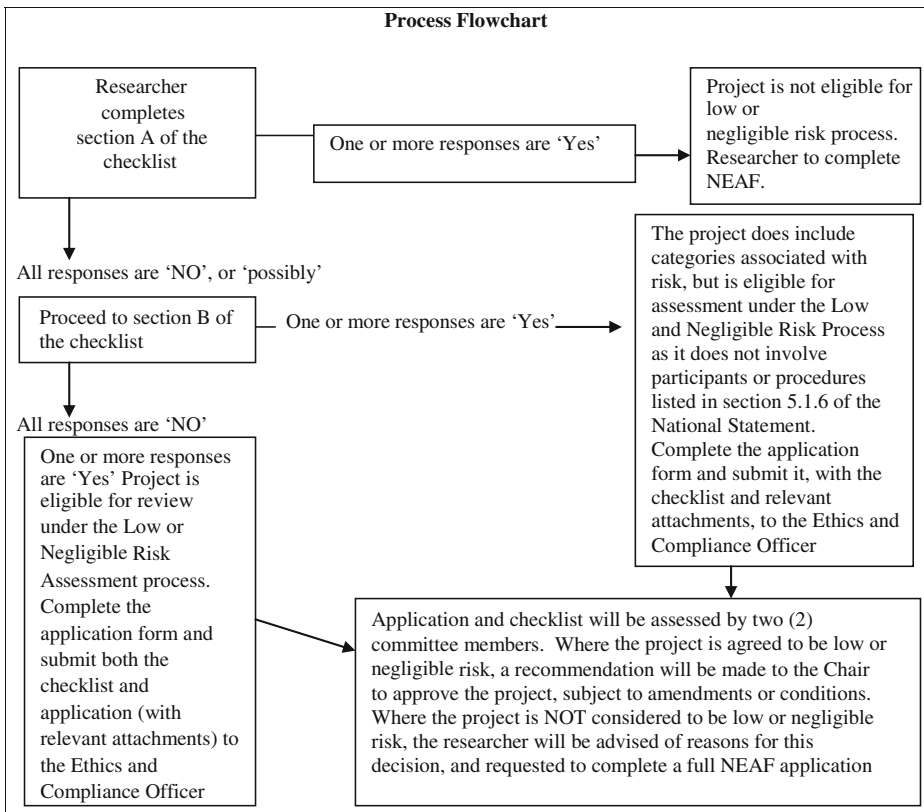 Process Flowchart
Researcher
completes
section A of the
checklist
One or more responses are ‘Yes’
Project is not eligible for
low or
negligible risk process.
Researcher to complete
NEAF.
All responses are ‘NO’, or ‘possibly’
Proceed to section B of
the checklist
One or more responses are ‘Yes’
The project does include
categories associated with
risk, but is eligible for
assessment under the Low
and Negligible Risk Process
as it does not involve
participants or procedures
listed in section 5.1.6 of the
National Statement.
Complete the application
form and submit it, with the
checklist and relevant
attachments, to the Ethics and
Compliance Officer
All responses are ‘NO’
One or more responses
are ‘Yes’ Project is
eligible for review
under the Low or
Negligible Risk
Assessment process.
Complete the
application form and
submit both the
checklist and
application (with
relevant attachments) to
the Ethics and
Compliance Officer
Application and checklist will be assessed by two (2)
committee members. Where the project is agreed to be low or
negligible risk, a recommendation will be made to the Chair
to approve the project, subject to amendments or conditions.
Where the project is NOT considered to be low or negligible
risk, the researcher will be advised of reasons for this
decision, and requested to complete a full NEAF application